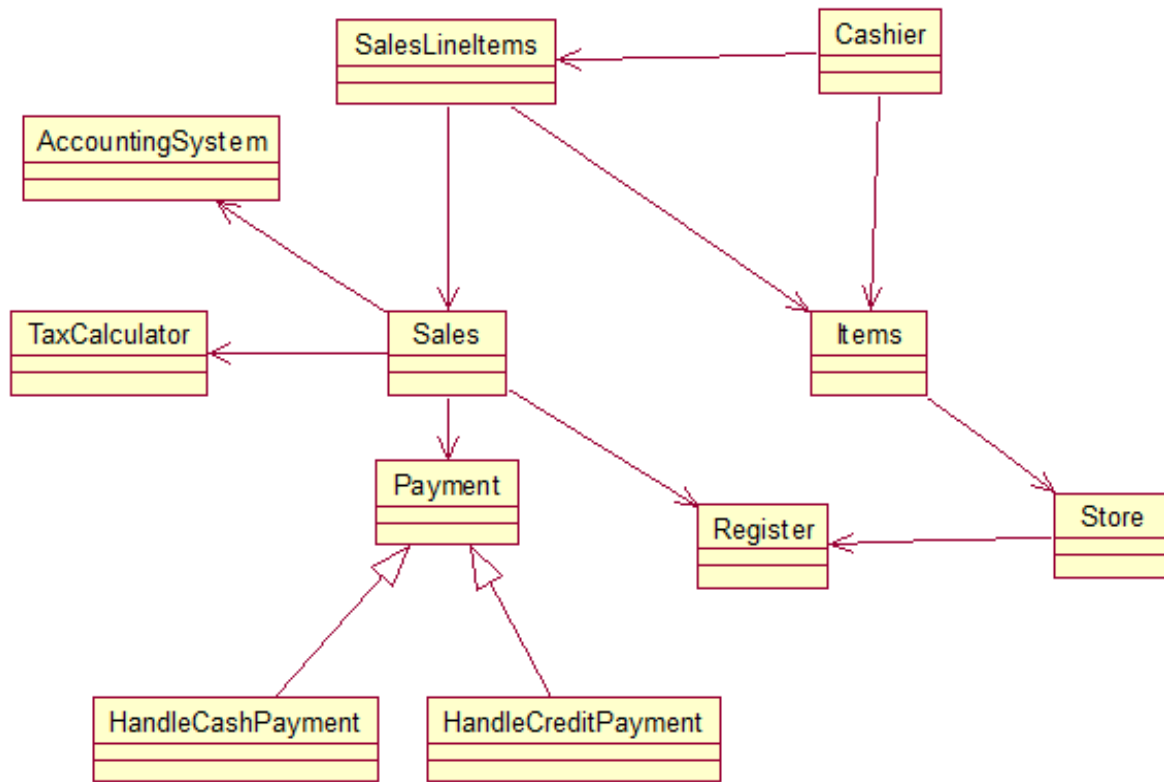 SalesLineItems
Cashier
AccountingSystem
TaxCalculator
Sales
Items
Payment
Register
Store
HandleCashPayment
HandleCreditPayment